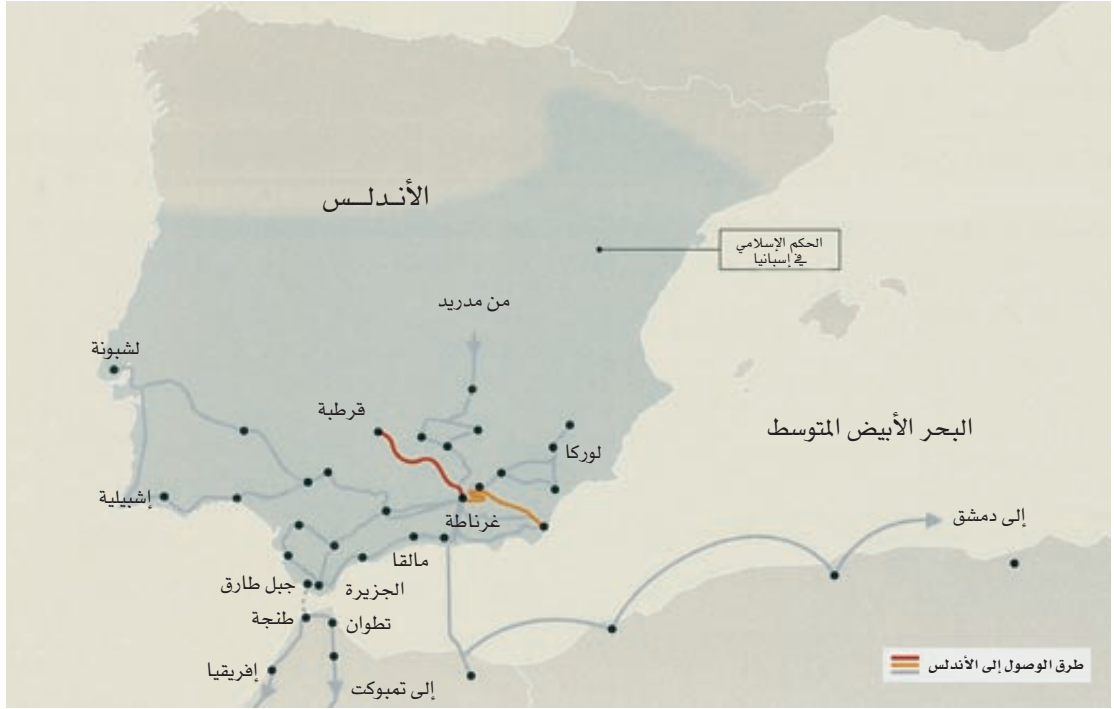 الأندلس
الحكم الإسلامي
في إسبانيا
من مدريد
لشبونة
قرطبة
البحر الأبيض المتوسط
لوركا
إشبيلية
غرناطة
إلى دمشق
مالقا
جبل طارق
الجزيرة
طنجة
تطوان
إفريقيا
إلى تمبوكت
طرق الوصول إلى الأندلس